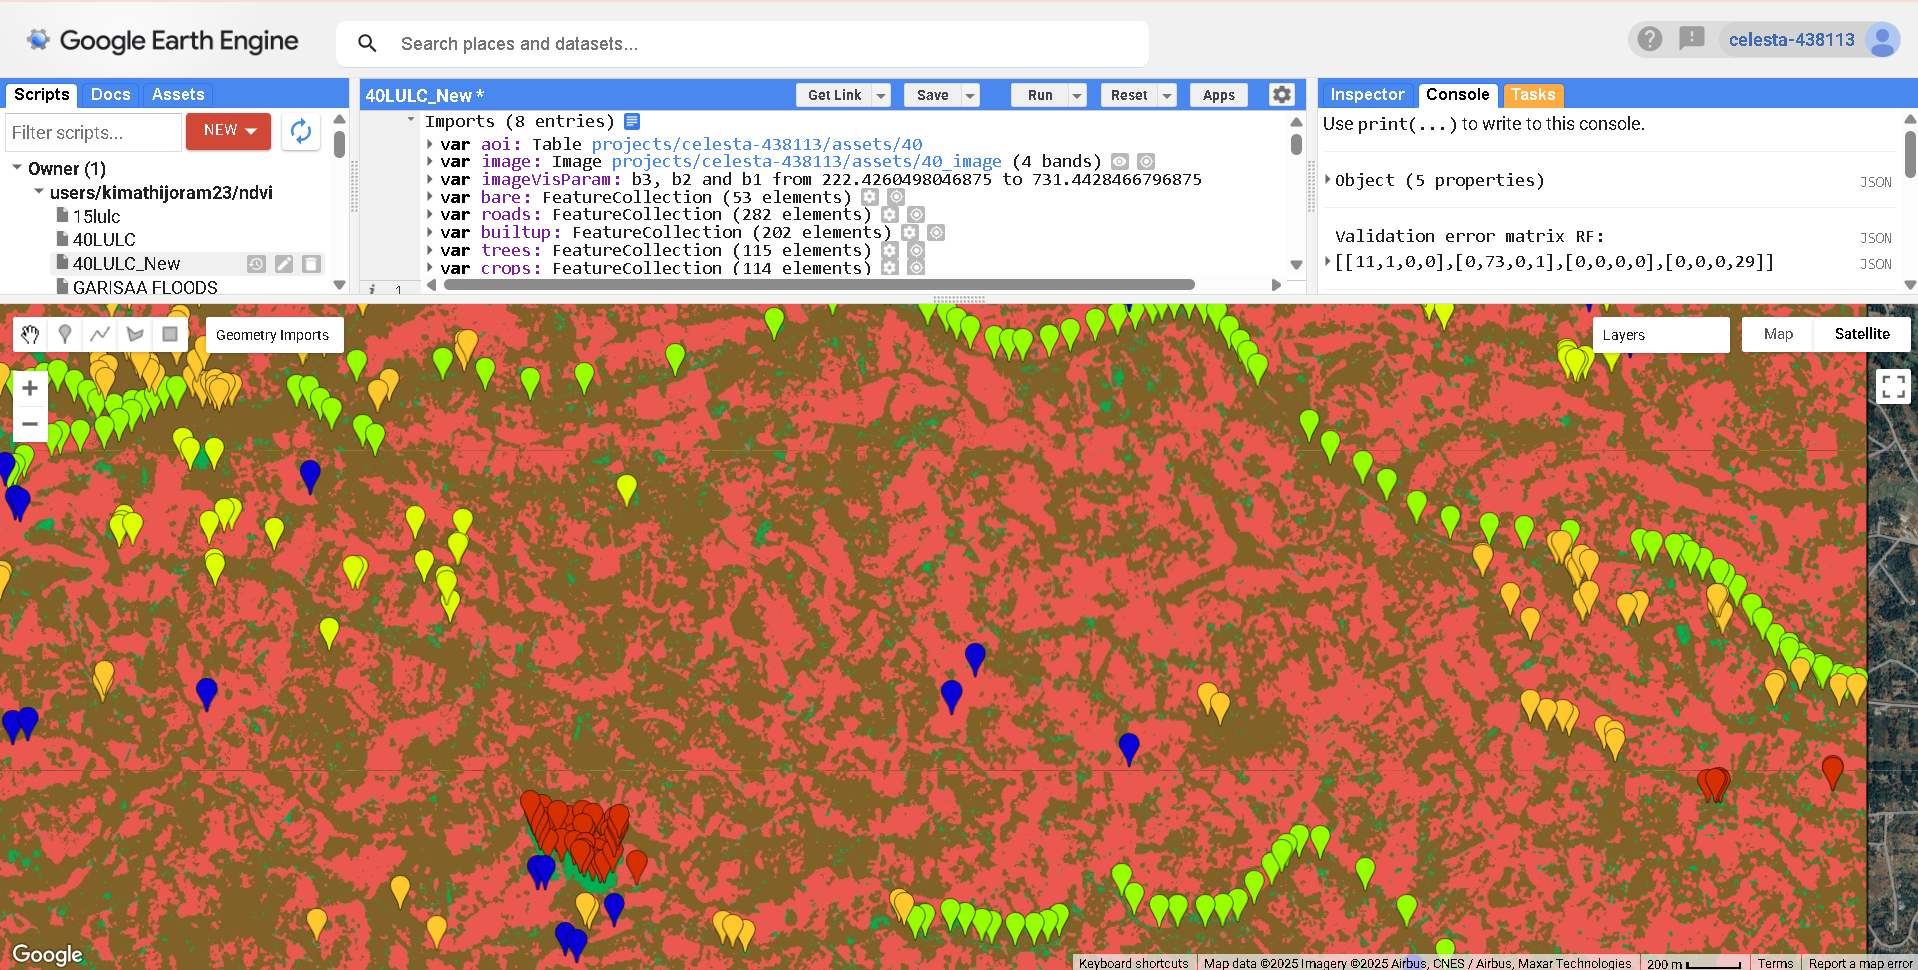 Google Earth Engine
Search places and datasets...
celesta-438113
Scripts Docs Assets
Filter scripts...
NEW
Owner (1)
users/kimathijoram23/ndvi
15lulc
40LULC
40LULC_New
GARISAA FLOODS
40LULC_New *
Get Link Save Run Reset Apps
Imports (8 entries)
var aoi: Table projects/celesta-438113/assets/40
var image: Image projects/celesta-438113/assets/40_image (4 bands)
var imageVisParam: b3, b2 and b1 from 222.4260498046875 to 731.4428466796875
var bare: FeatureCollection (53 elements)
var roads: FeatureCollection (282 elements)
var builtup: FeatureCollection (202 elements)
var trees: FeatureCollection (115 elements)
var crops: FeatureCollection (114 elements)
i 1
Inspector Console Tasks
Use print(...) to write to this console.
Object (5 properties) JSON
Validation error matrix RF: JSON
[[11,1,0,0],[0,73,0,1],[0,0,0,0],[0,0,0,29]] JSON
Geometry Imports
Layers
Map Satellite
+
−
Google
Keyboard shortcuts Map data ©2025 Imagery ©2025 Airbus, CNES / Airbus, Maxar Technologies 200 m Terms Report a map error